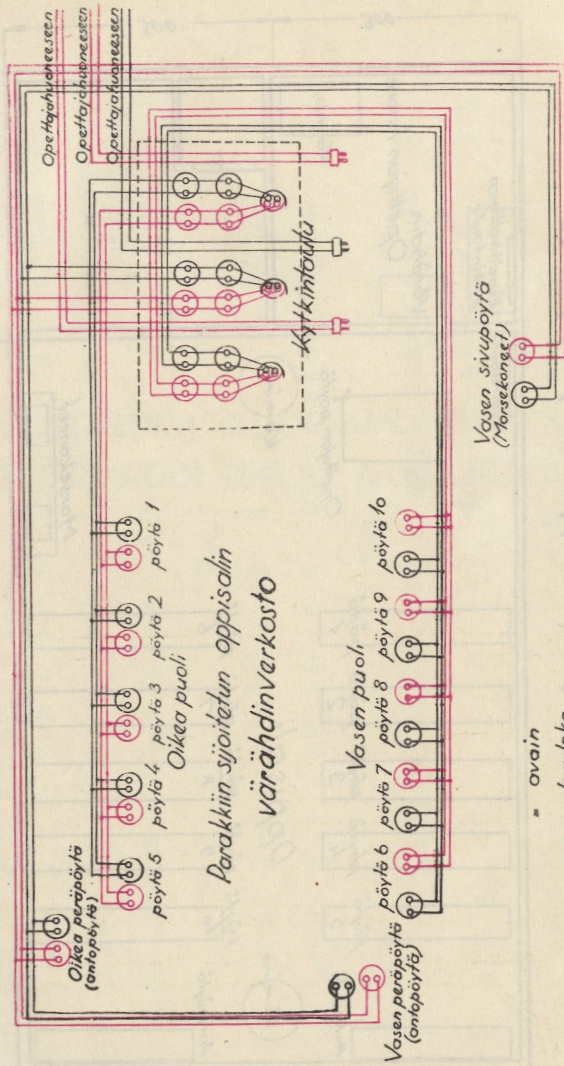 Opettajahuoneeseen
Opettajahuoneeseen
Opettajahuoneeseen
Kytkintaulu
pöytä 1
pöytä 2
pöytä 3
pöytä 4
pöytä 5
Oikea puoli
Oikea peräpöytä
(antopöytä)
Parakkiin sijoitetun oppisalin
värähdinverkosto
Vasen puoli
pöytä 10
pöytä 9
pöytä 8
pöytä 7
pöytä 6
Vasen peräpöytä
(antopöytä)
Vasen sivupöytä
(Morsekoneet)
= avain